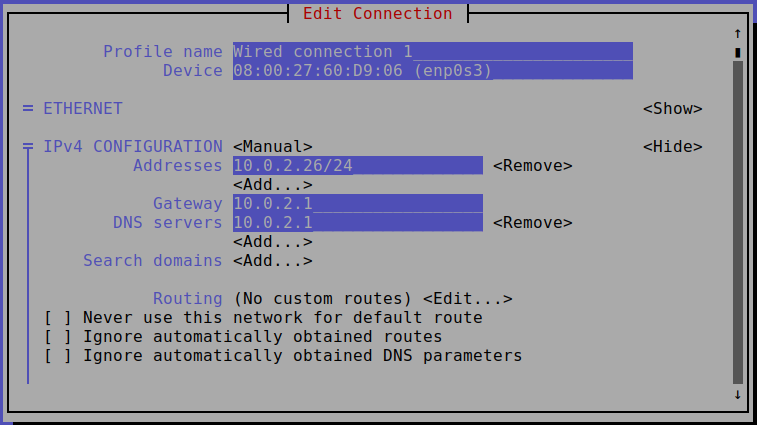 Edit Connection
Profile name Wired connection 1
Device 08:00:27:60:D9:06 (enp0s3)
= ETHERNET <Show>
= IPv4 CONFIGURATION <Manual> <Hide>
Addresses 10.0.2.26/24 <Remove>
<Add...>
Gateway 10.0.2.1
DNS servers 10.0.2.1 <Remove>
<Add...>
Search domains <Add...>
Routing (No custom routes) <Edit...>
[ ] Never use this network for default route
[ ] Ignore automatically obtained routes
[ ] Ignore automatically obtained DNS parameters